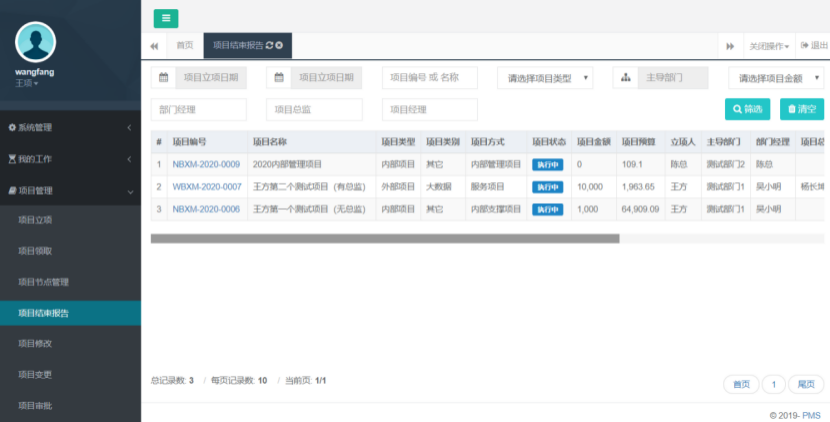 wangfang
王项
系统管理
我的工作
项目管理
项目立项
项目领取
项目节点管理
项目结束报告
项目修改
项目变更
项目审批
首页 项目结束报告 关闭操作 退出
项目立项日期 项目立项日期 项目编号 或 名称 请选择项目类型 主导部门 请选择项目金额
部门经理 项目总监 项目经理 筛选 清空
# 项目编号 项目名称 项目类型 项目类别 项目方式 项目状态 项目金额 项目预算 立项人 主导部门 部门经理 项目总
1 NBXM-2020-0009 2020内部管理项目 内部项目 其它 内部管理项目 执行中 0 109.1 陈总 测试部门2 陈总
2 WBXM-2020-0007 王方第二个测试项目（有总监） 外部项目 大数据 服务项目 执行中 10,000 1,963.65 王方 测试部门1 吴小明 杨长坤
3 NBXM-2020-0006 王方第一个测试项目（无总监） 内部项目 其它 内部支撑项目 执行中 1,000 64,909.09 王方 测试部门1 吴小明
总记录数: 3 / 每页记录数: 10 / 当前页: 1/1
首页 1 尾页
© 2019- PMS